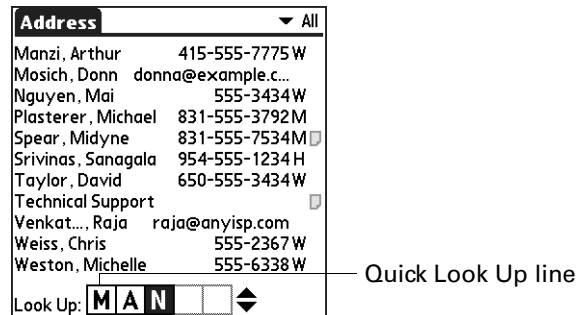 Address All
Manzi, Arthur 415-555-7775 W
Mosich, Donn donna@example.c...
Nguyen, Mai 555-3434 W
Plasterer, Michael 831-555-3792 M
Spear, Midyne 831-555-7534 M
Srivinas, Sanagala 954-555-1234 H
Taylor, David 650-555-3434 W
Technical Support
Venkat..., Raja raja@anyisp.com
Weiss, Chris 555-2367 W
Weston, Michelle 555-6338 W
Look Up: M A N
Quick Look Up line